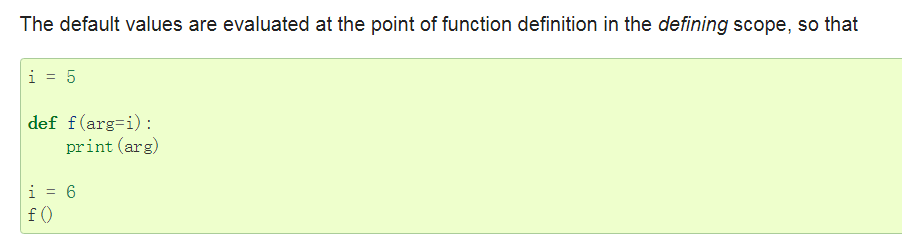 The default values are evaluated at the point of function definition in the defining scope, so that
i = 5
def f(arg=i):
    print(arg)
i = 6
f()